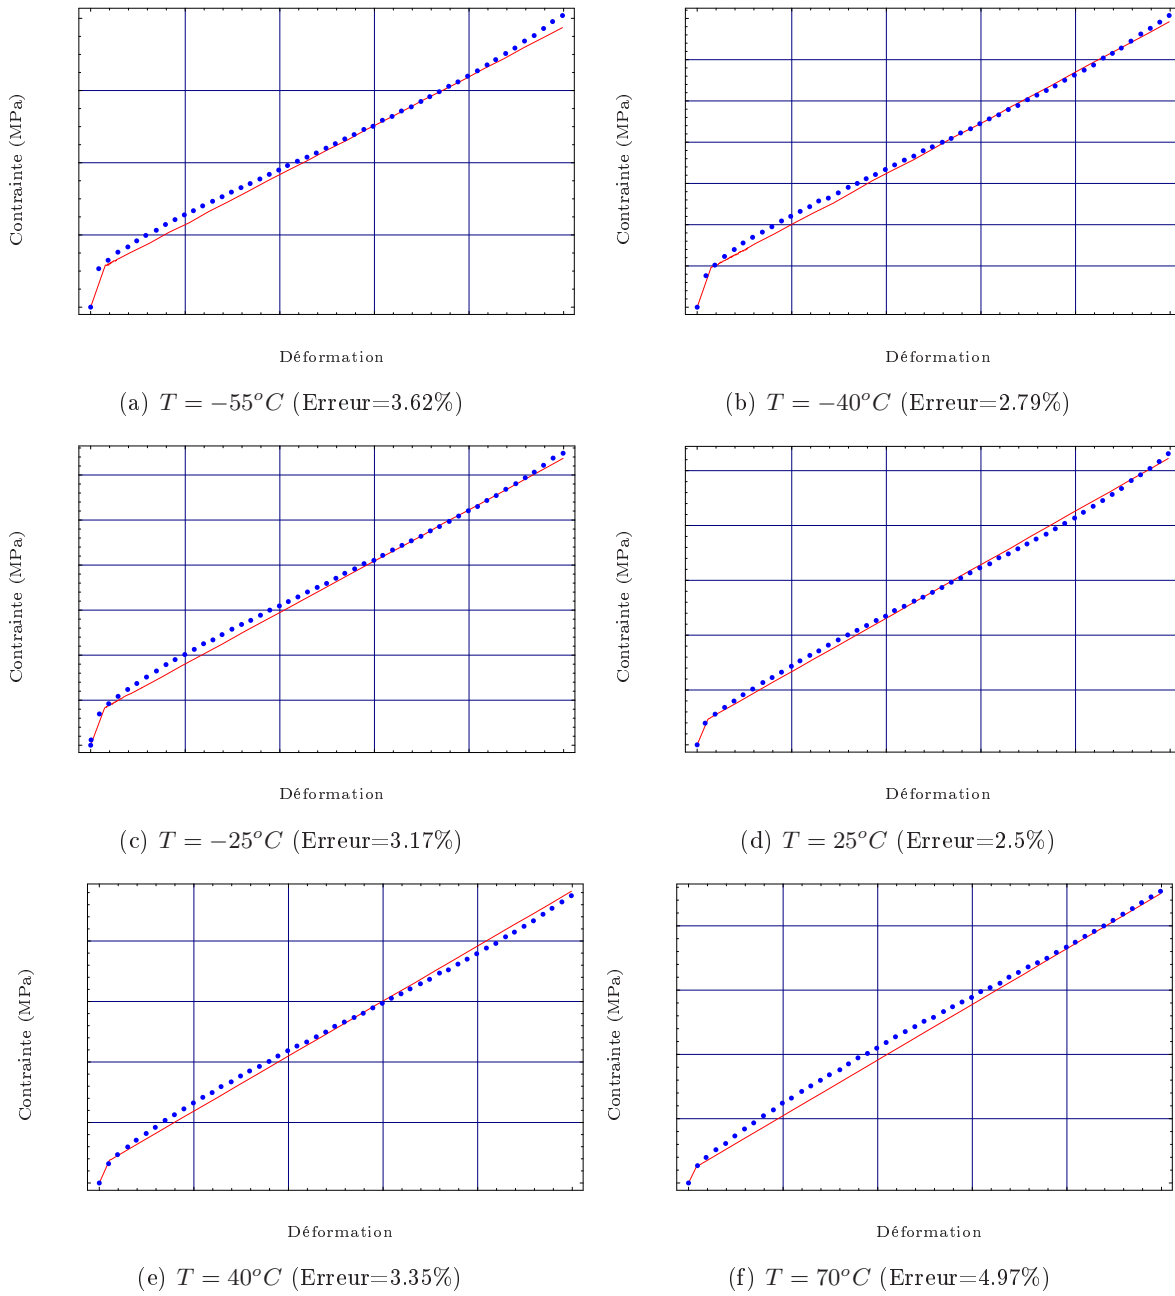 Contrainte (MPa)
Déformation
(a) T = −55°C (Erreur=3.62%)
Contrainte (MPa)
Déformation
(b) T = −40°C (Erreur=2.79%)
Contrainte (MPa)
Déformation
(c) T = −25°C (Erreur=3.17%)
Contrainte (MPa)
Déformation
(d) T = 25°C (Erreur=2.5%)
Contrainte (MPa)
Déformation
(e) T = 40°C (Erreur=3.35%)
Contrainte (MPa)
Déformation
(f) T = 70°C (Erreur=4.97%)